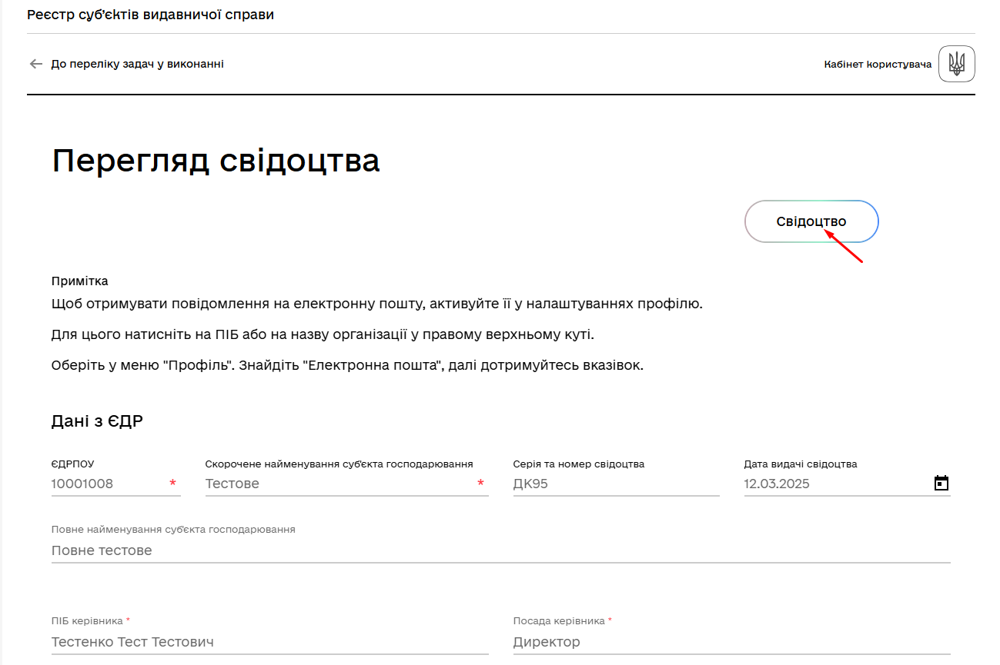 Реєстр суб’єктів видавничої справи
До переліку задач у виконанні
Кабінет користувача
Перегляд свідоцтва
Свідоцтво
Примітка
Щоб отримувати повідомлення на електронну пошту, активуйте її у налаштуваннях профілю.
Для цього натисніть на ПІБ або на назву організації у правому верхньому куті.
Оберіть у меню "Профіль". Знайдіть "Електронна пошта", далі дотримуйтесь вказівок.
Дані з ЄДР
ЄДРПОУ
10001008 *
Скорочене найменування суб'єкта господарювання
Тестове *
Серія та номер свідоцтва
ДК95
Дата видачі свідоцтва
12.03.2025
Повне найменування суб'єкта господарювання
Повне тестове
ПІБ керівника *
Тестенко Тест Тестович
Посада керівника *
Директор